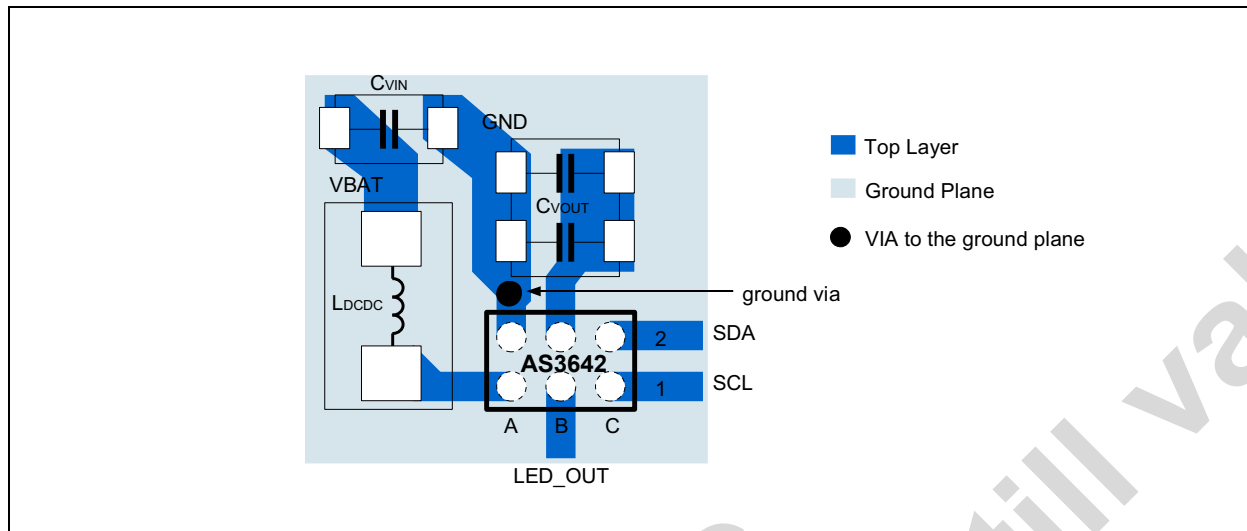 CVIN
GND
VBAT
CVOUT
LDCDC
Top Layer
Ground Plane
VIA to the ground plane
ground via
2
SDA
AS3642
1
SCL
A B C
LED_OUT
till